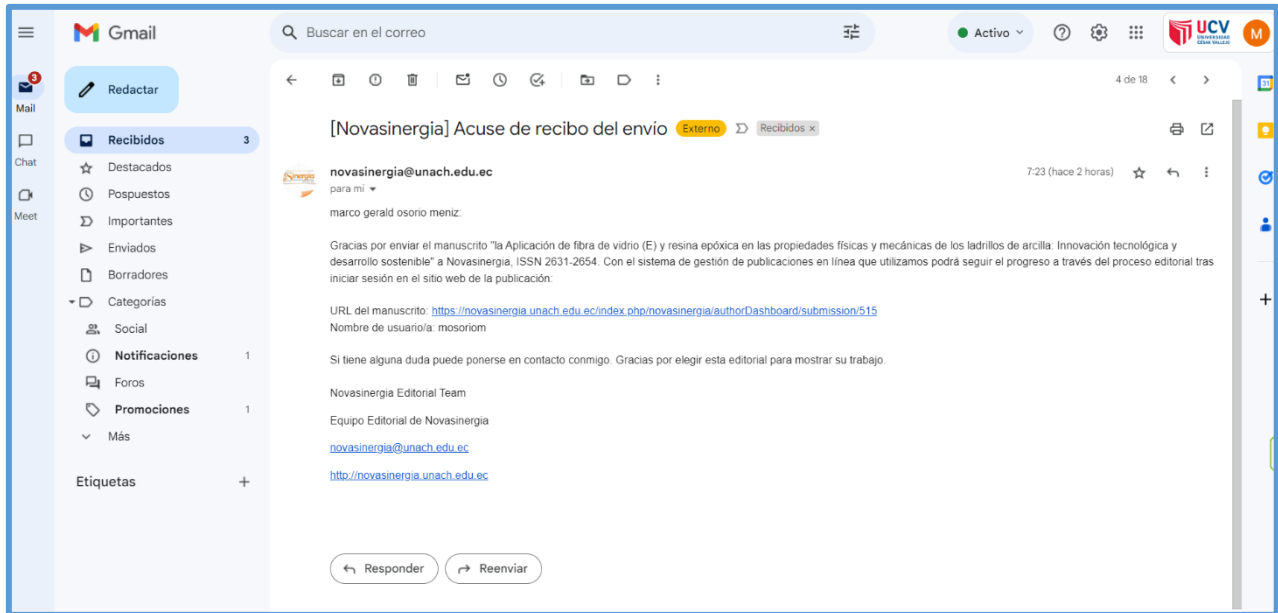 Gmail
Buscar en el correo
Activo
UCV
UNIVERSIDAD
CÉSAR VALLEJO
M
3
Mail
Chat
Meet
Redactar
Recibidos 3
Destacados
Pospuestos
Importantes
Enviados
Borradores
Categorías
Social
Notificaciones 1
Foros
Promociones 1
Más
Etiquetas
4 de 18
[Novasinergia] Acuse de recibo del envío Externo Recibidos ×
Sinergia
novasinergia@unach.edu.ec 7:23 (hace 2 horas)
para mí
marco gerald osorio meniz:
Gracias por enviar el manuscrito "la Aplicación de fibra de vidrio (E) y resina epóxica en las propiedades físicas y mecánicas de los ladrillos de arcilla: Innovación tecnológica y
desarrollo sostenible" a Novasinergia, ISSN 2631-2654. Con el sistema de gestión de publicaciones en línea que utilizamos podrá seguir el progreso a través del proceso editorial tras
iniciar sesión en el sitio web de la publicación:
URL del manuscrito: https://novasinergia.unach.edu.ec/index.php/novasinergia/authorDashboard/submission/515
Nombre de usuario/a: mosoriom
Si tiene alguna duda puede ponerse en contacto conmigo. Gracias por elegir esta editorial para mostrar su trabajo.
Novasinergia Editorial Team
Equipo Editorial de Novasinergia
novasinergia@unach.edu.ec
http://novasinergia.unach.edu.ec
Responder
Reenviar
31